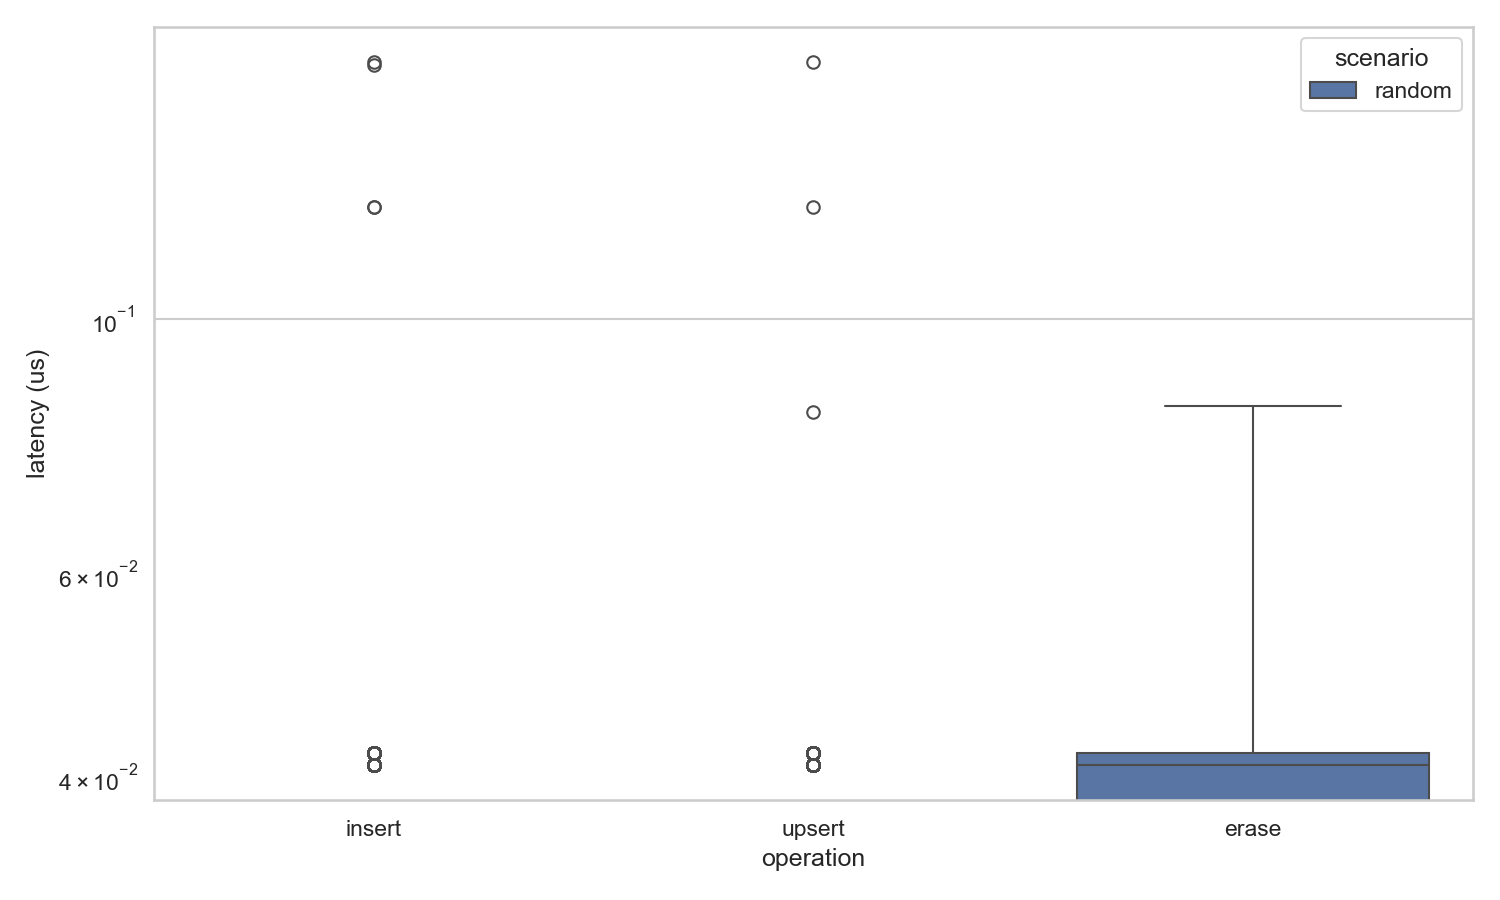 scenario
random
10⁻¹
6 × 10⁻²
4 × 10⁻²
latency (us)
insert
upsert
erase
operation